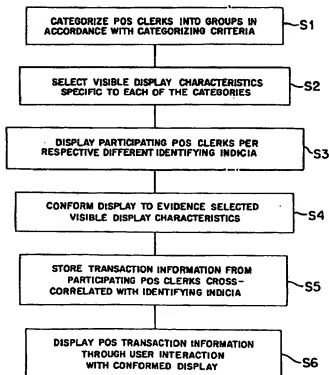 CATEGORIZE POS CLERKS INTO GROUPS IN
ACCORDANCE WITH CATEGORIZING CRITERIA
S1
SELECT VISIBLE DISPLAY CHARACTERISTICS
SPECIFIC TO EACH OF THE CATEGORIES
S2
DISPLAY PARTICIPATING POS CLERKS PER
RESPECTIVE DIFFERENT IDENTIFYING INDICIA
S3
CONFORM DISPLAY TO EVIDENCE SELECTED
VISIBLE DISPLAY CHARACTERISTICS
S4
STORE TRANSACTION INFORMATION FROM
PARTICIPATING POS CLERKS CROSS-
CORRELATED WITH IDENTIFYING INDICIA
S5
DISPLAY POS TRANSACTION INFORMATION
THROUGH USER INTERACTION
WITH CONFORMED DISPLAY
S6